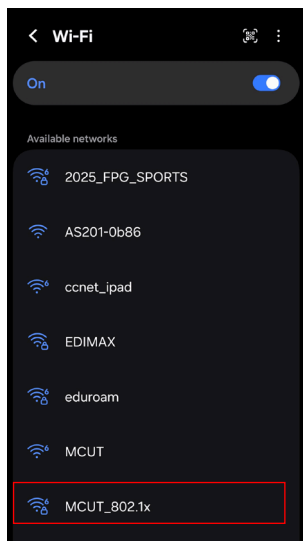 Wi-Fi
On
Available networks
2025_FPG_SPORTS
AS201-0b86
ccnet_ipad
EDIMAX
eduroam
MCUT
MCUT_802.1x